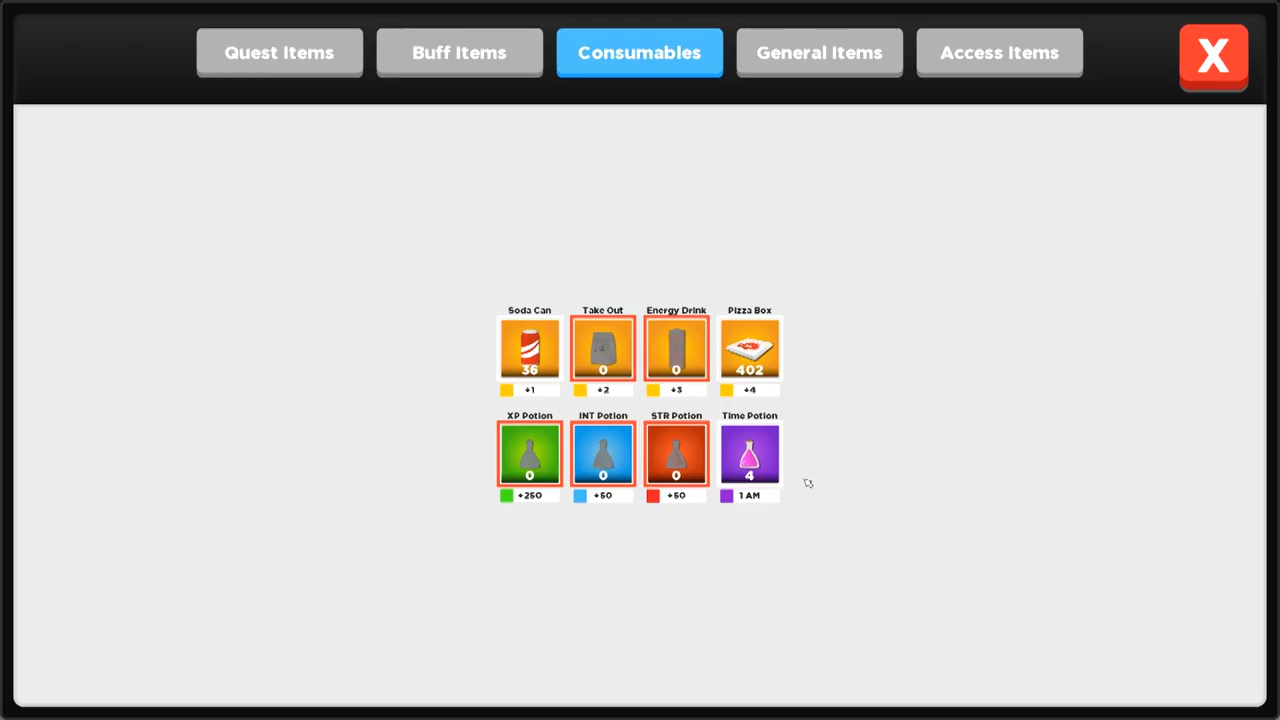 Quest Items Buff Items Consumables General Items Access Items X
Soda Can Take Out Energy Drink Pizza Box
36 0 0 402
+1 +2 +3 +4
XP Potion INT Potion STR Potion Time Potion
0 0 0 4
+250 +50 +50 1 AM